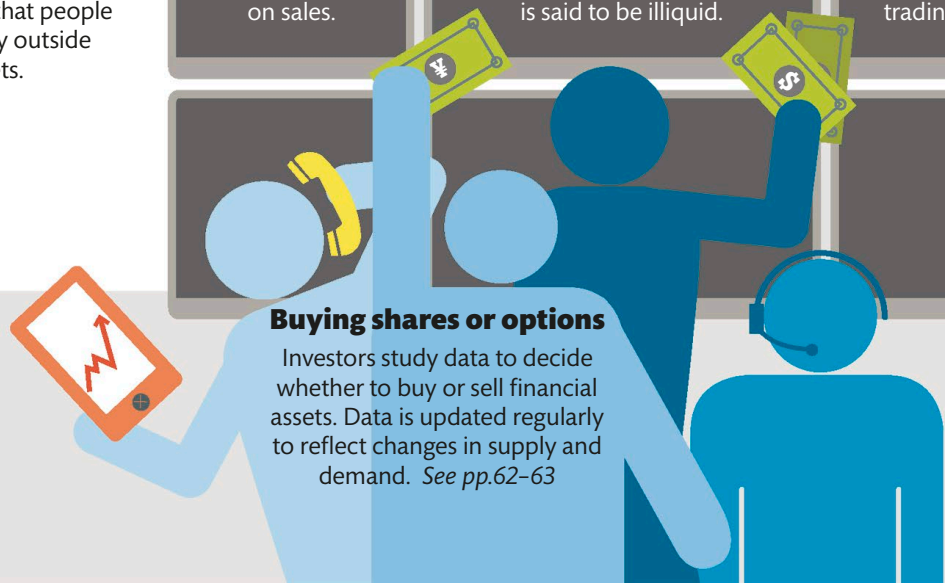 that people
y outside
ts.
on sales.
is said to be illiquid.
tradin
¥
$
Buying shares or options
Investors study data to decide
whether to buy or sell financial
assets. Data is updated regularly
to reflect changes in supply and
demand. See pp.62–63